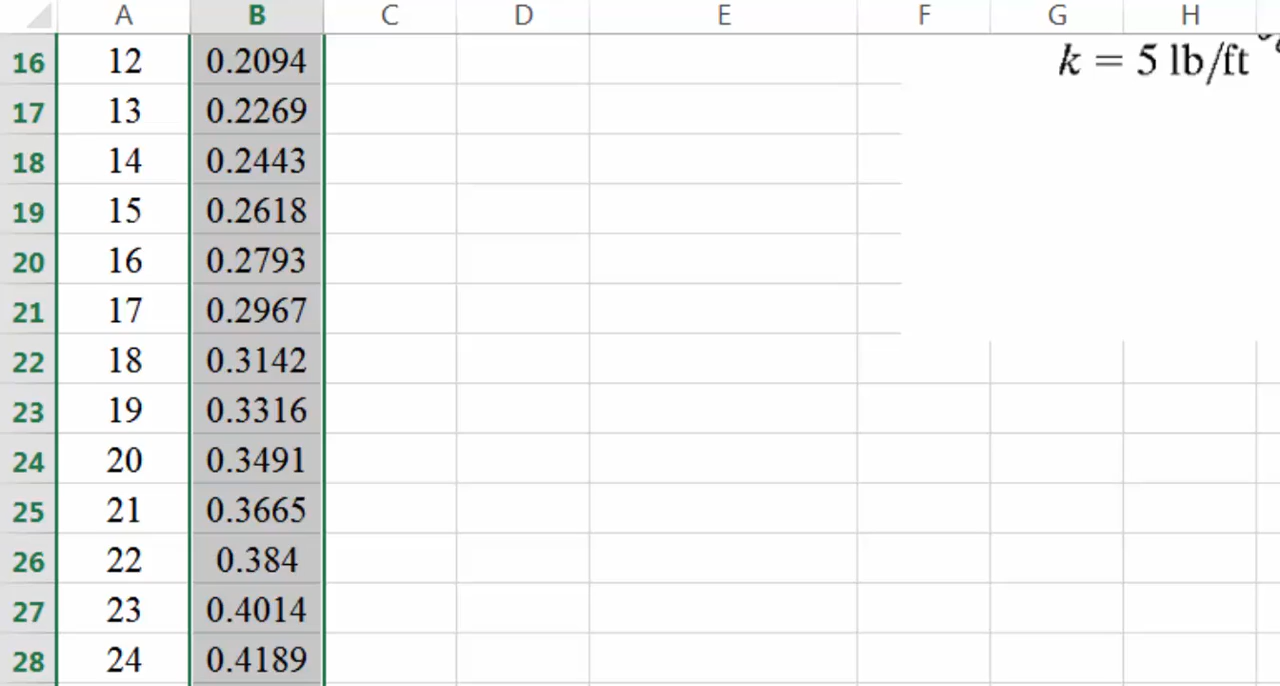 A B C D E F G H
16 12 0.2094 k = 5 lb/ft
17 13 0.2269
18 14 0.2443
19 15 0.2618
20 16 0.2793
21 17 0.2967
22 18 0.3142
23 19 0.3316
24 20 0.3491
25 21 0.3665
26 22 0.384
27 23 0.4014
28 24 0.4189